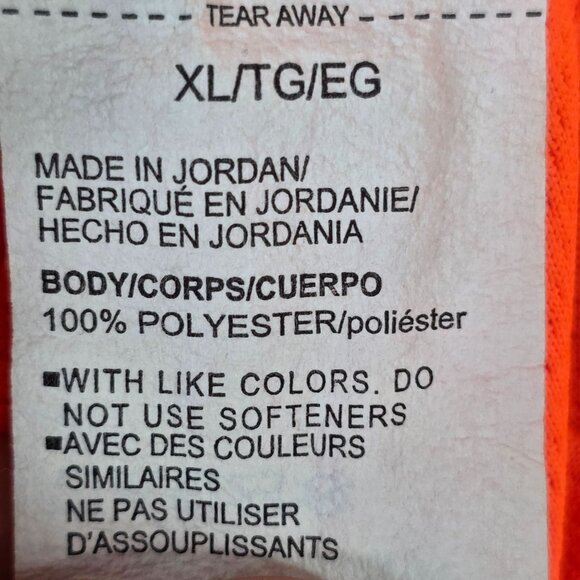 TEAR AWAY
XL/TG/EG
MADE IN JORDAN/
FABRIQUÉ EN JORDANIE/
HECHO EN JORDANIA
BODY/CORPS/CUERPO
100% POLYESTER/poliéster
▪WITH LIKE COLORS. DO
NOT USE SOFTENERS
▪AVEC DES COULEURS
SIMILAIRES
NE PAS UTILISER
D'ASSOUPLISSANTS